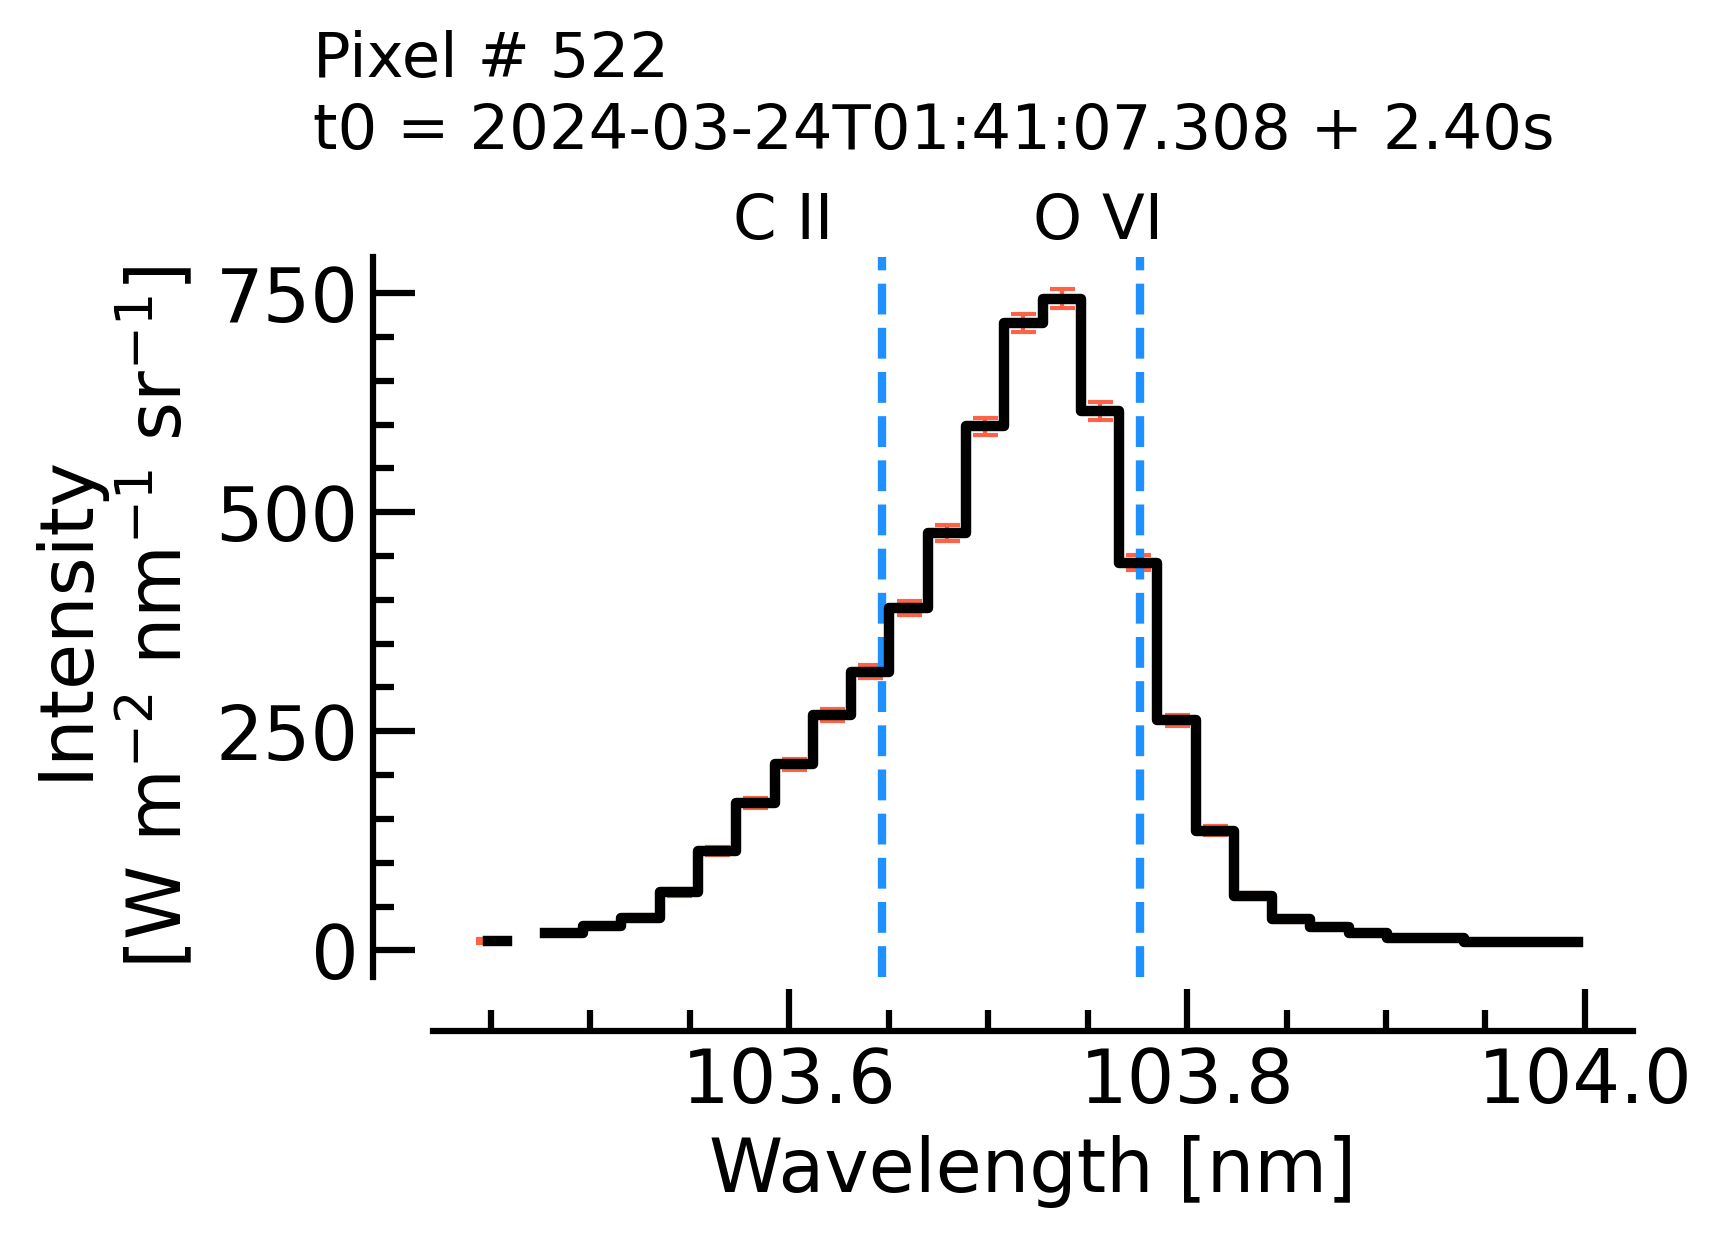 Pixel # 522
t0 = 2024-03-24T01:41:07.308 + 2.40s
C II O VI
Intensity
[W m⁻² nm⁻¹ sr⁻¹]
750
500
250
0
103.6 103.8 104.0
Wavelength [nm]